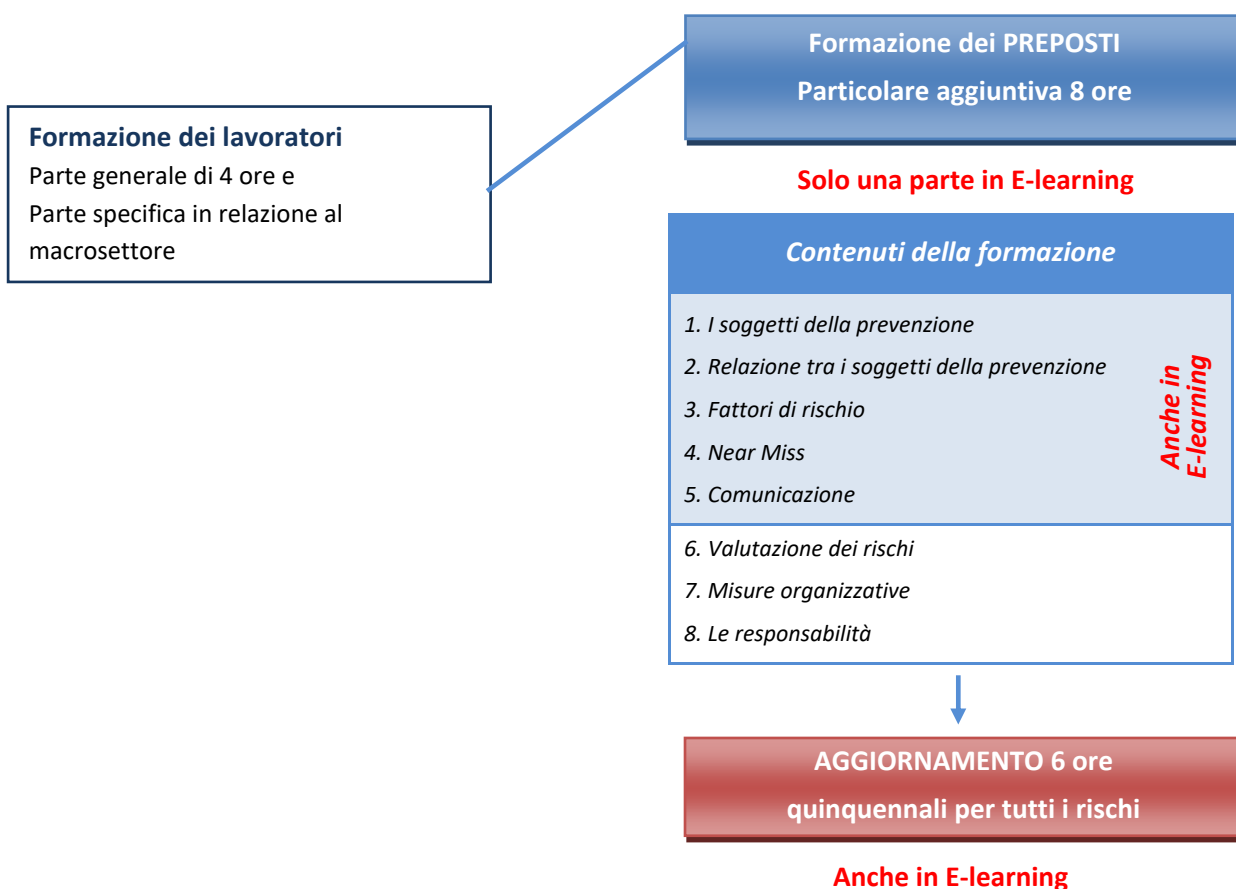 Formazione dei PREPOSTI
Particolare aggiuntiva 8 ore
Formazione dei lavoratori
Parte generale di 4 ore e
Parte specifica in relazione al
macrosettore
Solo una parte in E-learning
Contenuti della formazione
1. I soggetti della prevenzione
2. Relazione tra i soggetti della prevenzione
3. Fattori di rischio
4. Near Miss
5. Comunicazione
Anche in
E-learning
6. Valutazione dei rischi
7. Misure organizzative
8. Le responsabilità
AGGIORNAMENTO 6 ore
quinquennali per tutti i rischi
Anche in E-learning